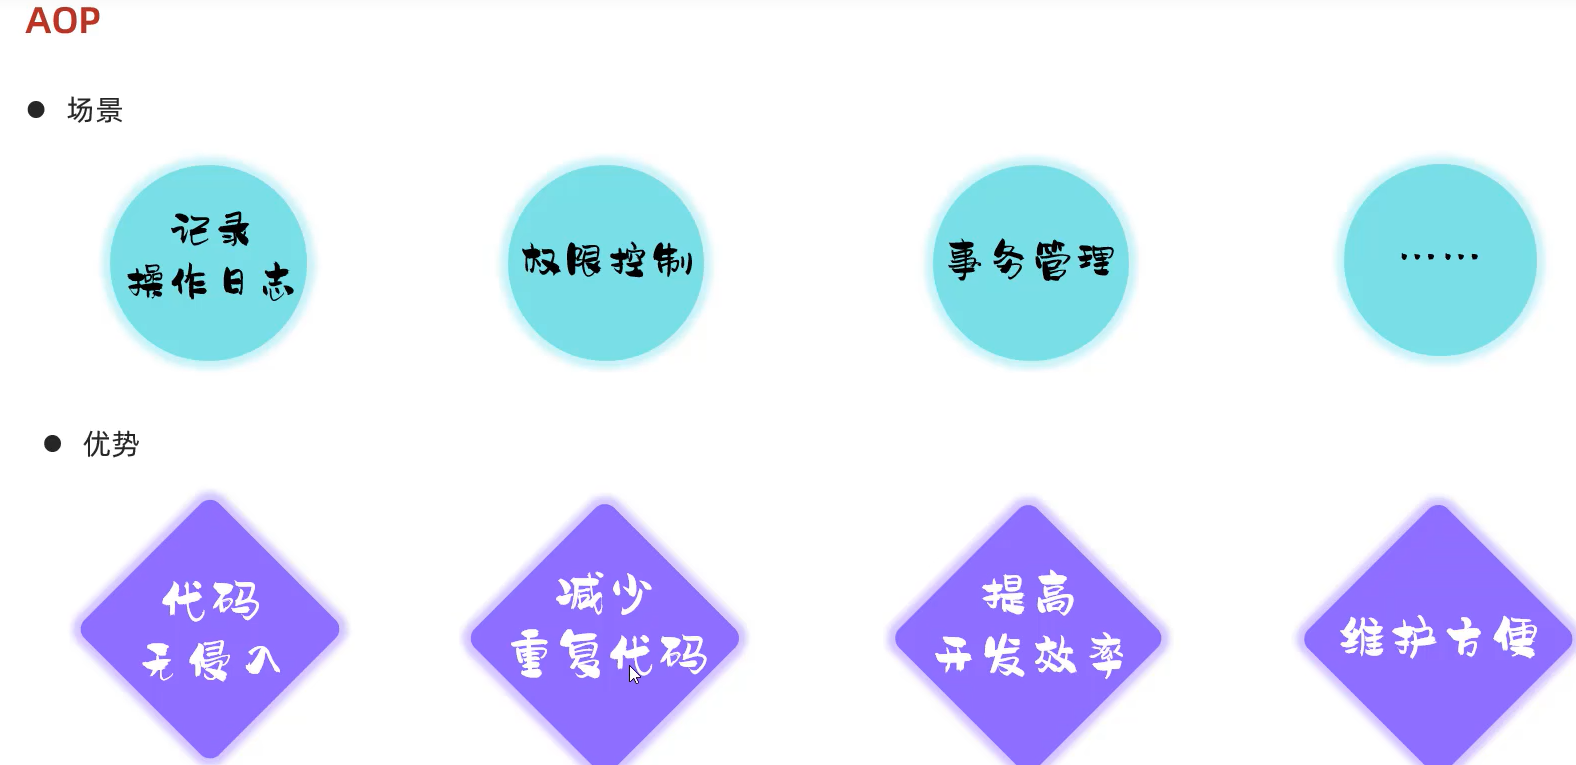 AOP
场景
记录
操作日志
权限控制
事务管理
……
优势
代码
无侵入
减少
重复代码
提高
开发效率
维护方便